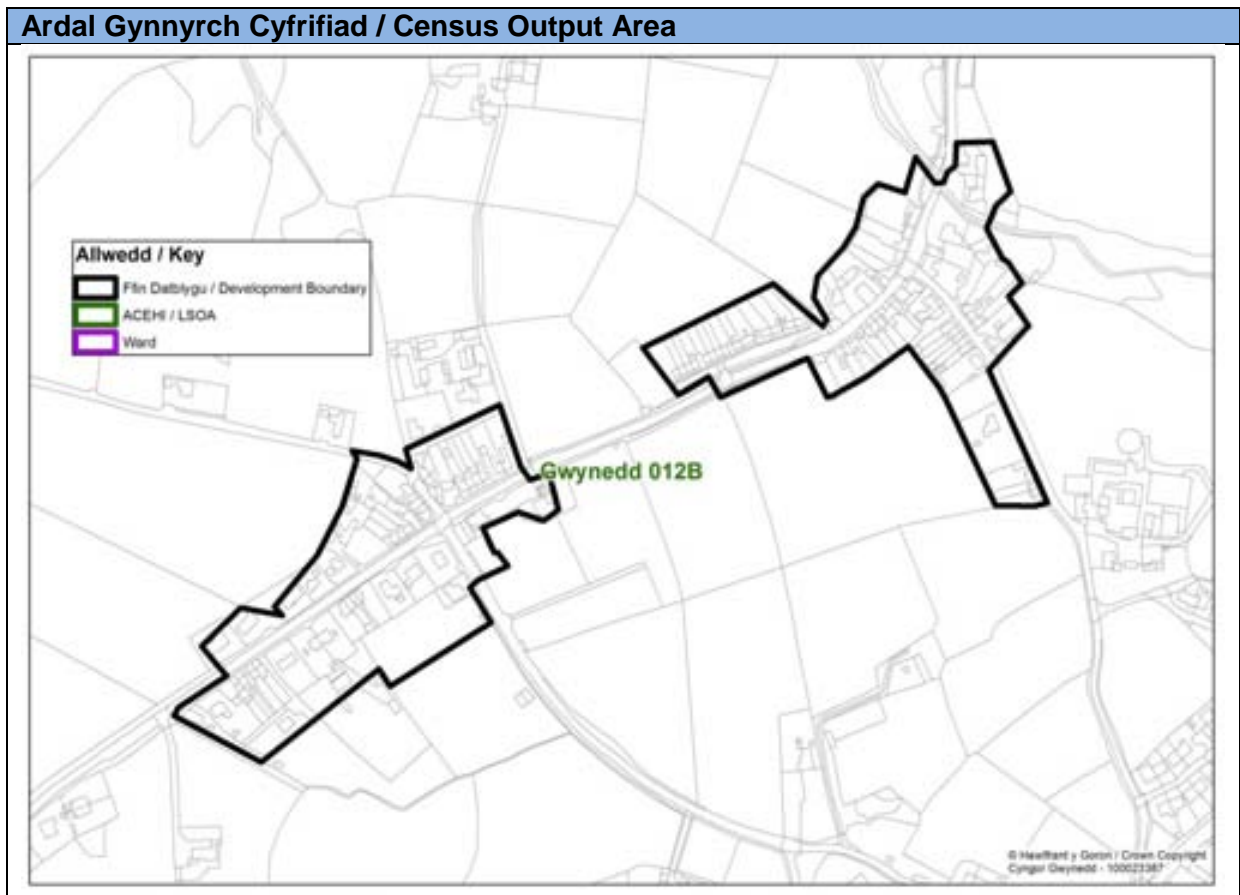 Ardal Gynnyrch Cyfrifiad / Census Output Area
Allwedd / Key
Ffin Datblygu / Development Boundary
ACEHI / LSOA
Ward
Gwynedd 012B
© Hawlfraint y Goron / Crown Copyright
Cyngor Gwynedd - 100023387